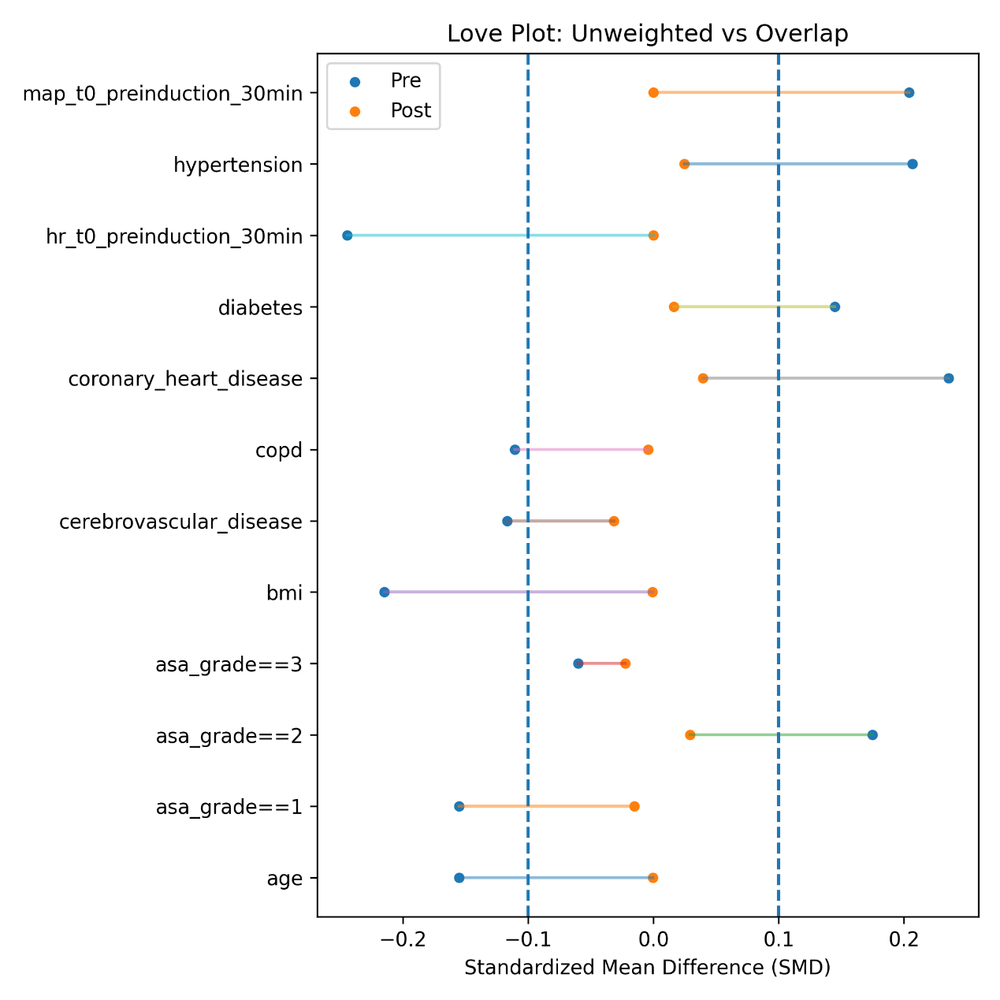 Love Plot: Unweighted vs Overlap
Pre
Post
map_t0_preinduction_30min
hypertension
hr_t0_preinduction_30min
diabetes
coronary_heart_disease
copd
cerebrovascular_disease
bmi
asa_grade==3
asa_grade==2
asa_grade==1
age
−0.2 −0.1 0.0 0.1 0.2
Standardized Mean Difference (SMD)